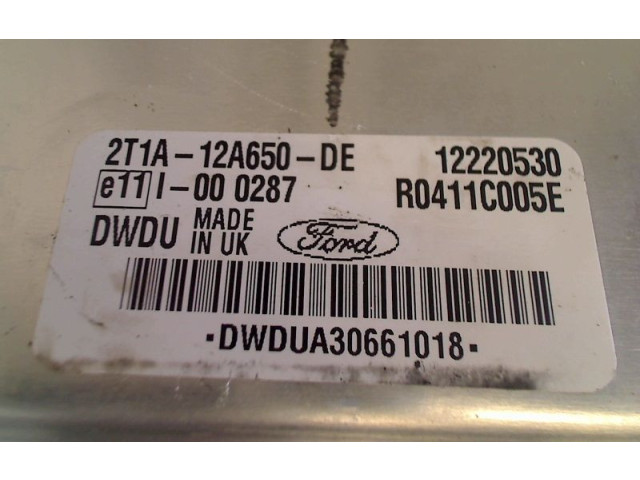 2T1A-12A650-DE 12220530
e11 I-00 0287 R0411C005E
DWDU MADE IN UK Ford
·DWDUA30661018·